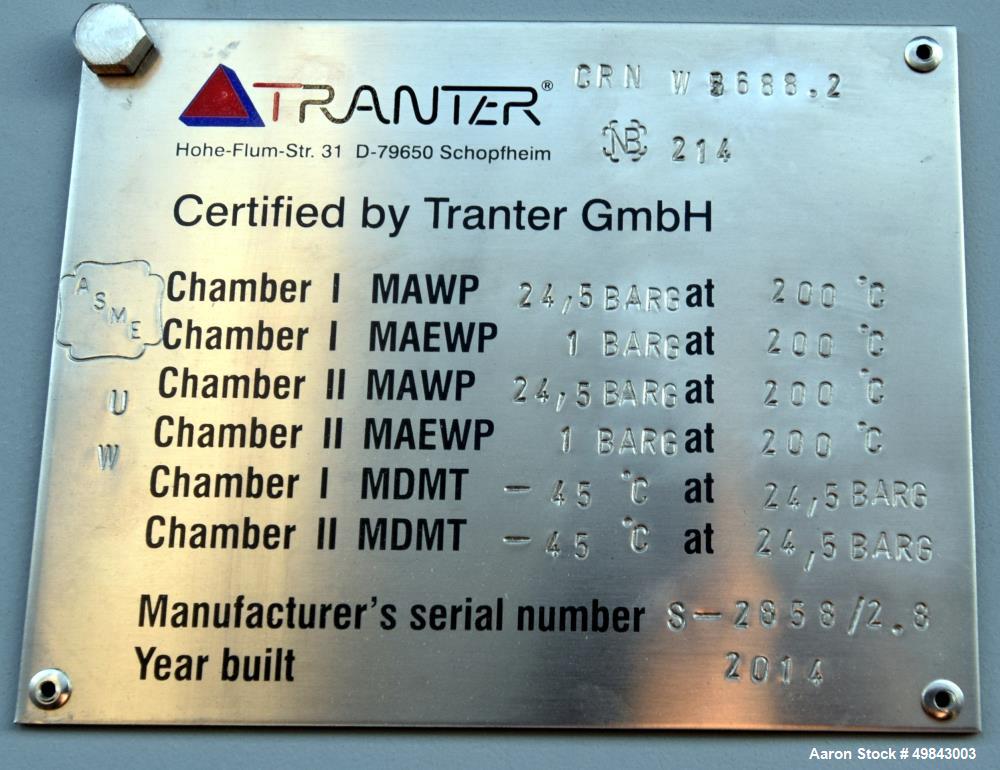 TRANTER® CRN W 8688.2
Hohe-Flum-Str. 31 D-79650 Schopfheim NB 214
Certified by Tranter GmbH
ASME
U
W
Chamber I MAWP 24,5 BARG at 200 °C
Chamber I MAEWP 1 BARG at 200 °C
Chamber II MAWP 24,5 BARG at 200 °C
Chamber II MAEWP 1 BARG at 200 °C
Chamber I MDMT - 45 °C at 24,5 BARG
Chamber II MDMT - 45 °C at 24,5 BARG
Manufacturer's serial number
Year built 2014
Aaron Stock # 49843003